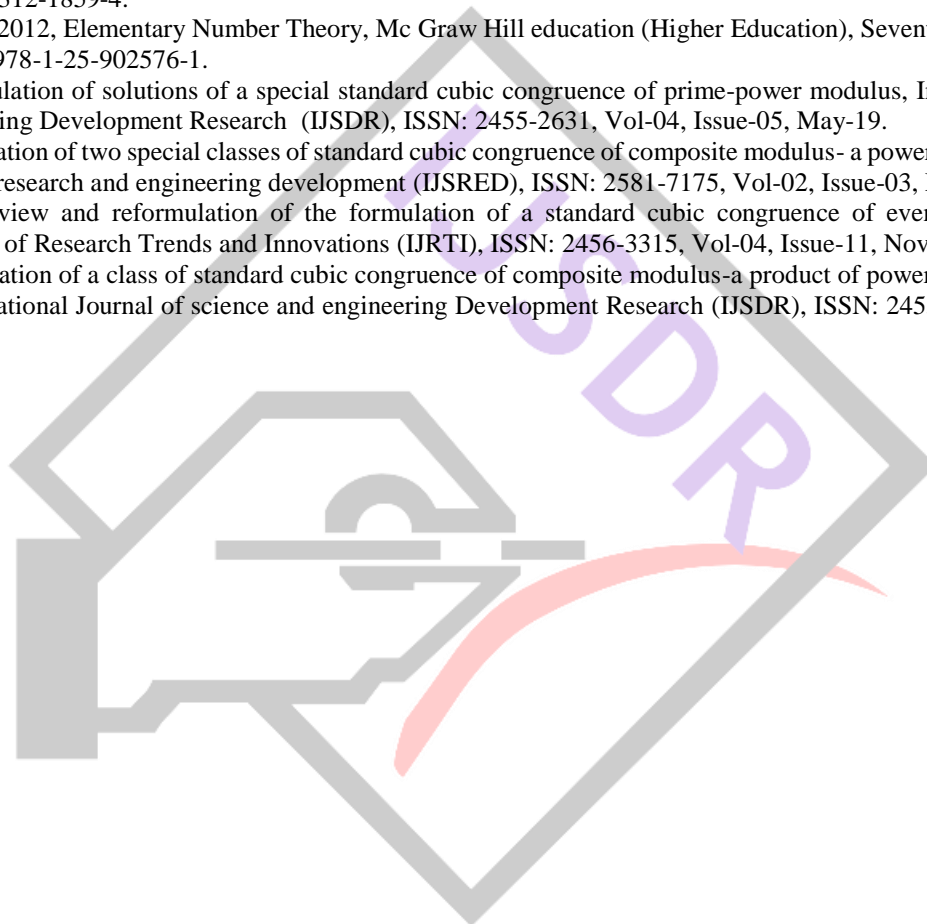 312-1859-4.
2012, Elementary Number Theory, Mc Graw Hill education (Higher Education), Sevent
978-1-25-902576-1.
ulation of solutions of a special standard cubic congruence of prime-power modulus, In
ing Development Research (IJSDR), ISSN: 2455-2631, Vol-04, Issue-05, May-19.
ation of two special classes of standard cubic congruence of composite modulus- a power
research and engineering development (IJSRED), ISSN: 2581-7175, Vol-02, Issue-03,
view and reformulation of the formulation of a standard cubic congruence of ever
of Research Trends and Innovations (IJRTI), ISSN: 2456-3315, Vol-04, Issue-11, Nov
ation of a class of standard cubic congruence of composite modulus-a product of power
ational Journal of science and engineering Development Research (IJSDR), ISSN: 245
IJSDR